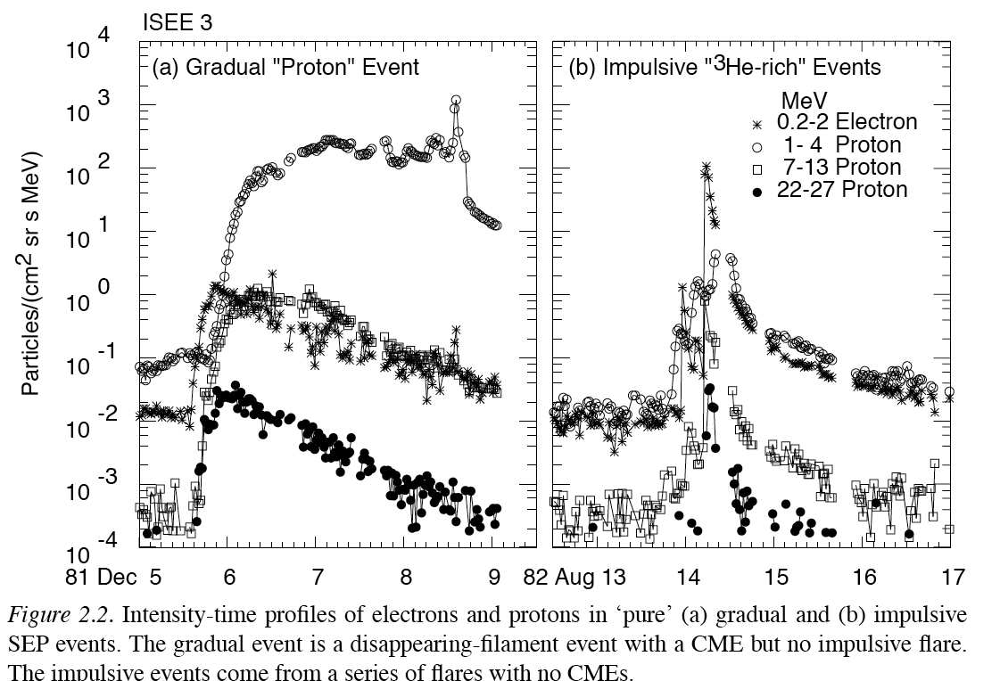 ISEE 3
10 4
10 3
10 2
10 1
10 0
10 -1
10 -2
10 -3
10 -4
Particles/(cm2 sr s MeV)
(a) Gradual "Proton" Event
(b) Impulsive "3He-rich" Events
MeV
0.2-2 Electron
1- 4 Proton
7-13 Proton
22-27 Proton
81 Dec 5 6 7 8 9 82 Aug 13 14 15 16 17
Figure 2.2. Intensity-time profiles of electrons and protons in ‘pure’ (a) gradual and (b) impulsive
SEP events. The gradual event is a disappearing-filament event with a CME but no impulsive flare.
The impulsive events come from a series of flares with no CMEs.